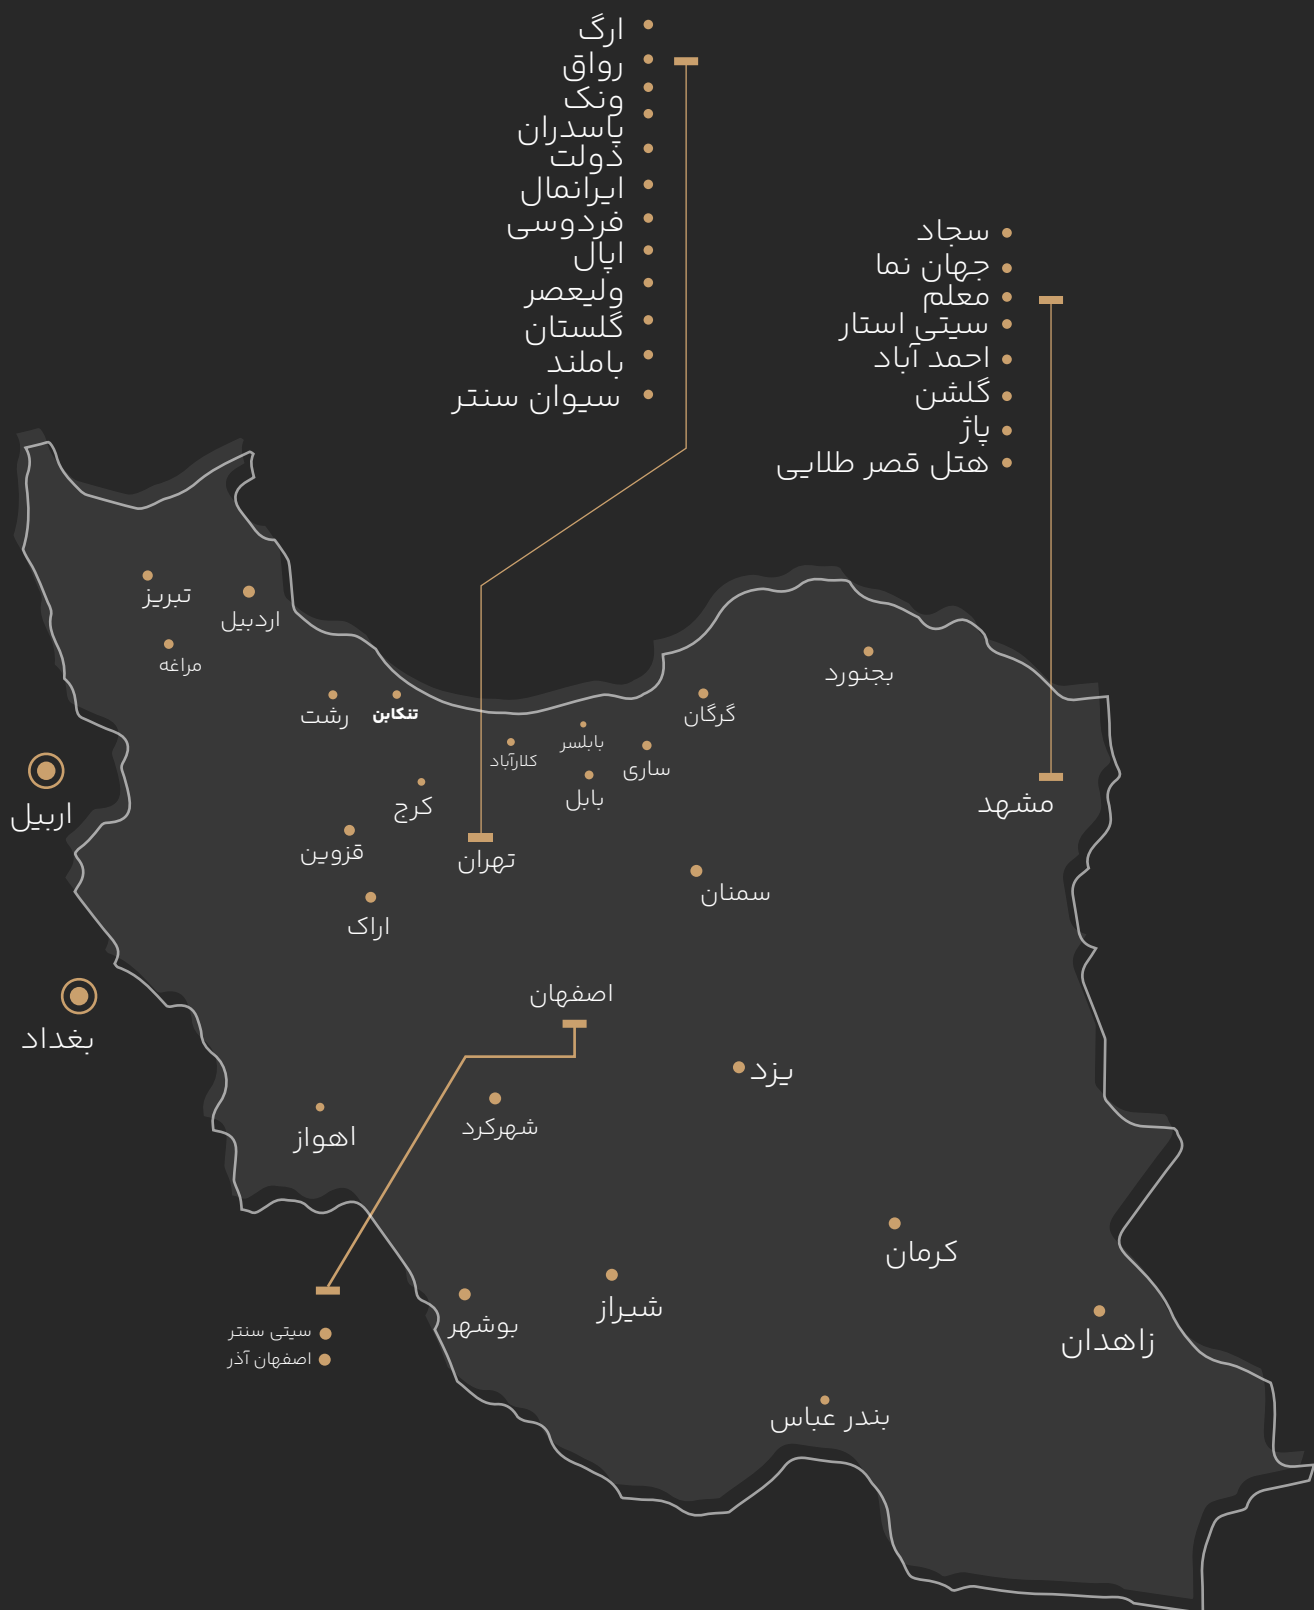 ارگ
رواق
ونک
پاسدران
دولت
ایرانمال
فردوسی
اپال
ولیعصر
گلستان
باملند
سیوان سنتر
سجاد
جهان نما
معلم
سیتی استار
احمد آباد
گلشن
پاژ
هتل قصر طلایی
تبریز
اردبیل
مراغه
رشت
تنکابن
گرگان
بجنورد
کلارآباد
بابلسر
ساری
بابل
کرج
مشهد
اربیل
قزوین
تهران
سمنان
اراک
اصفهان
بغداد
یزد
شهرکرد
اهواز
کرمان
شیراز
بوشهر
زاهدان
سیتی سنتر
اصفهان آذر
بندر عباس